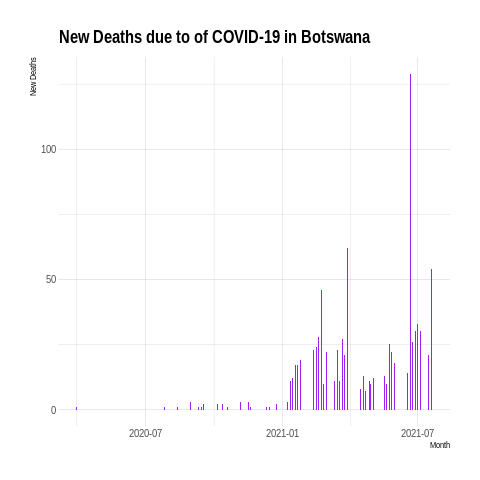 New Deaths due to of COVID-19 in Botswana
New Deaths
100
50
0
2020-07
2021-01
2021-07
Month